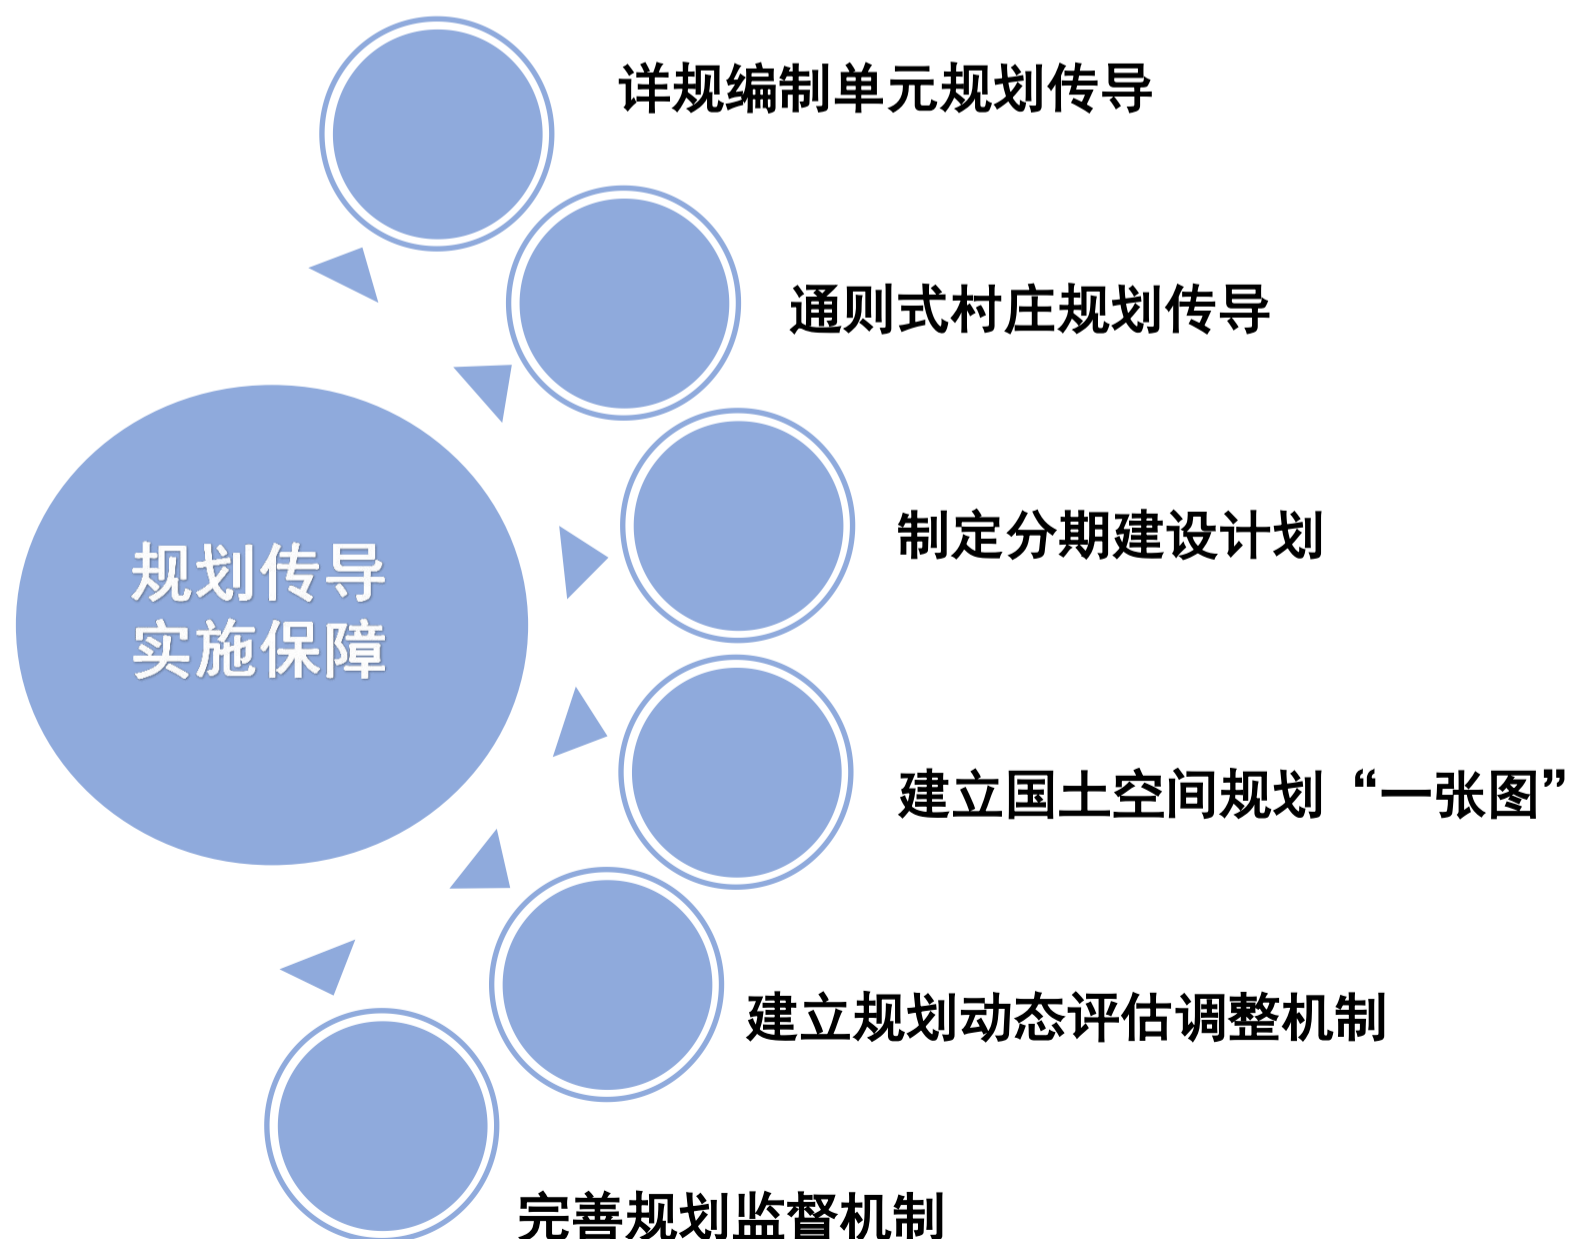 详规编制单元规划传导
通则式村庄规划传导
制定分期建设计划
规划传导
实施保障
建立国土空间规划“一张图”
建立规划动态评估调整机制
完善规划监督机制